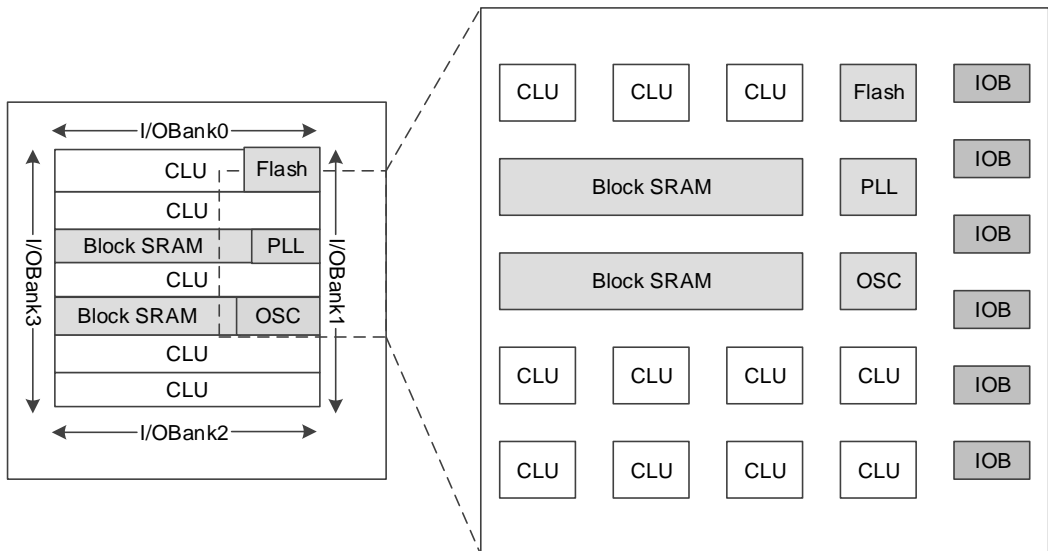 I/OBank0
I/OBank3
CLU
Flash
CLU
Block SRAM
PLL
CLU
Block SRAM
OSC
CLU
CLU
I/OBank1
I/OBank2
CLU
CLU
CLU
Flash
IOB
IOB
Block SRAM
PLL
IOB
Block SRAM
OSC
IOB
CLU
CLU
CLU
CLU
IOB
CLU
CLU
CLU
CLU
IOB